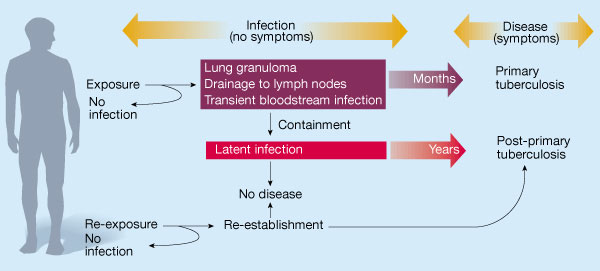 Infection
(no symptoms)
Disease
(symptoms)
Exposure
No
infection
Lung granuloma
Drainage to lymph nodes
Transient bloodstream infection
Months
Primary
tuberculosis
Containment
Latent infection
Years
Post-primary
tuberculosis
No disease
Re-exposure
No
infection
Re-establishment